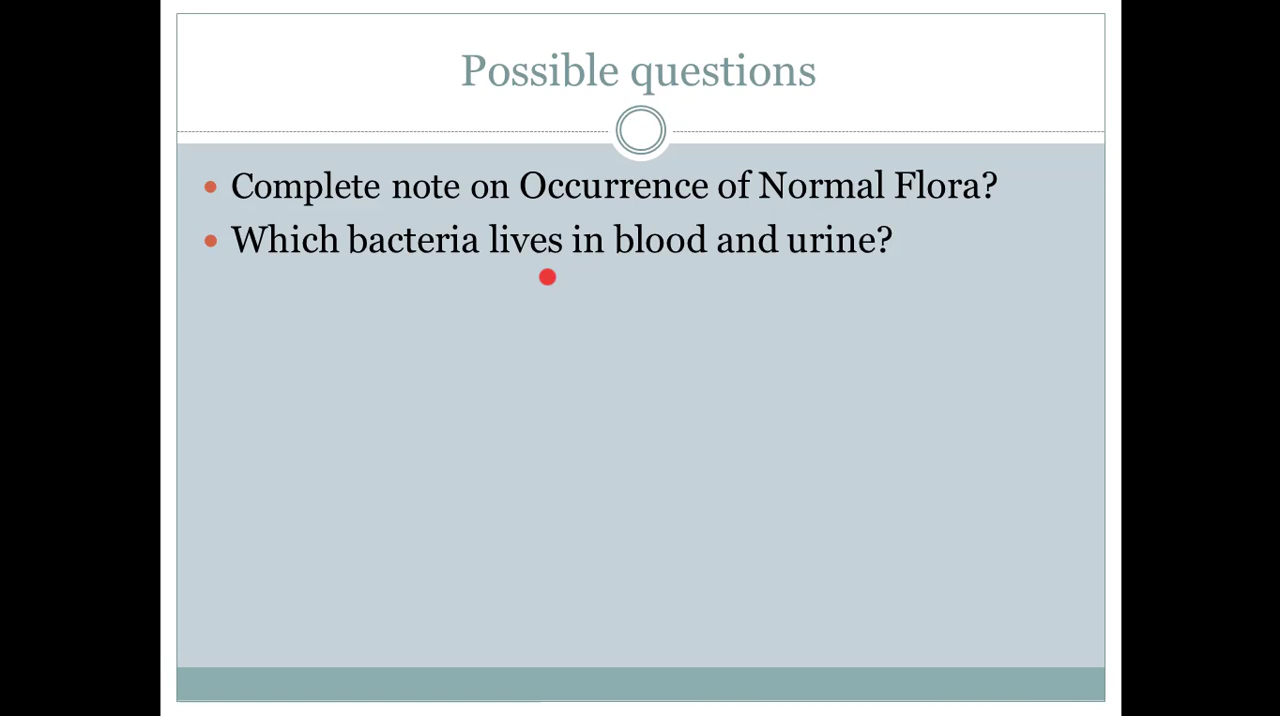 Possible questions
Complete note on Occurrence of Normal Flora?
Which bacteria lives in blood and urine?